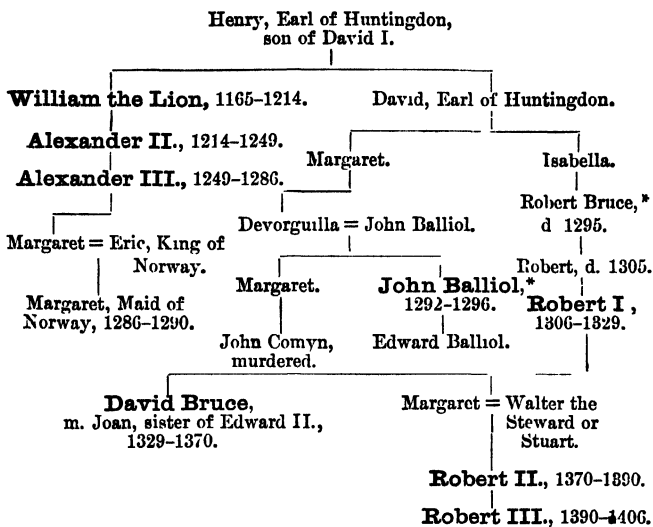 Henry, Earl of Huntingdon,
son of David I.
William the Lion, 1165–1214.
David, Earl of Huntingdon.
Alexander II., 1214–1249.
Margaret.
Isabella.
Alexander III., 1249–1286.
Robert Bruce,*
d 1295.
Devorguilla = John Balliol.
Margaret = Eric, King of
Norway.
Robert, d. 1305.
Margaret.
John Balliol,*
1292–1296.
Robert I,
1306–1329.
Margaret, Maid of
Norway, 1286–1290.
John Comyn,
murdered.
Edward Balliol.
David Bruce,
m. Joan, sister of Edward II.,
1329–1370.
Margaret = Walter the
Steward or
Stuart.
Robert II., 1370–1390.
Robert III., 1390–1406.